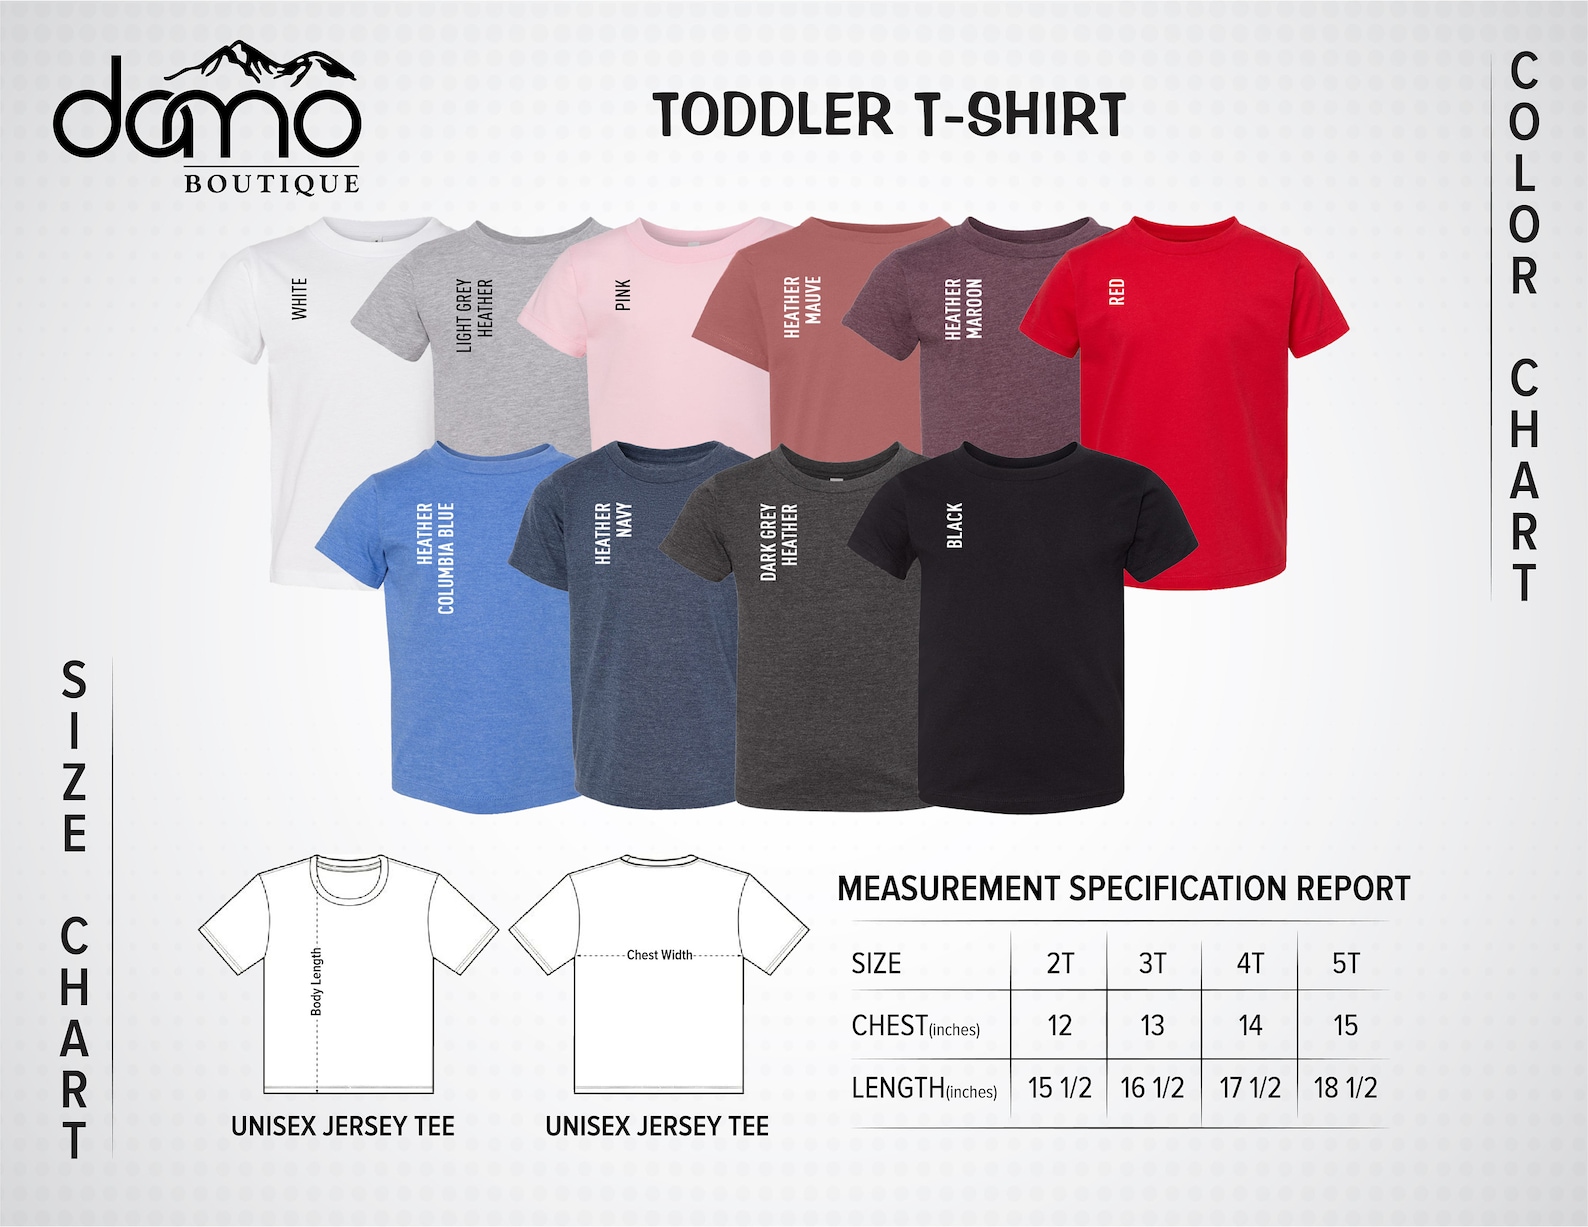 damo
BOUTIQUE
TODDLER T-SHIRT
COLOR CHART
WHITE
LIGHT GREY
HEATHER
PINK
HEATHER
MAUVE
HEATHER
MAROON
RED
HEATHER
COLUMBIA BLUE
HEATHER
NAVY
DARK GREY
HEATHER
BLACK
SIZE CHART
Body Length
UNISEX JERSEY TEE
Chest Width
UNISEX JERSEY TEE
MEASUREMENT SPECIFICATION REPORT
SIZE 2T 3T 4T 5T
CHEST(inches) 12 13 14 15
LENGTH(inches) 15 1/2 16 1/2 17 1/2 18 1/2